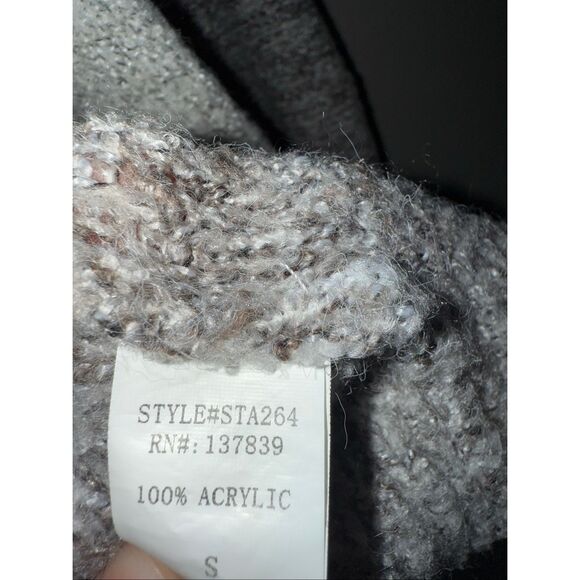 STYLE#STA264
RN#: 137839
100% ACRYLIC
S